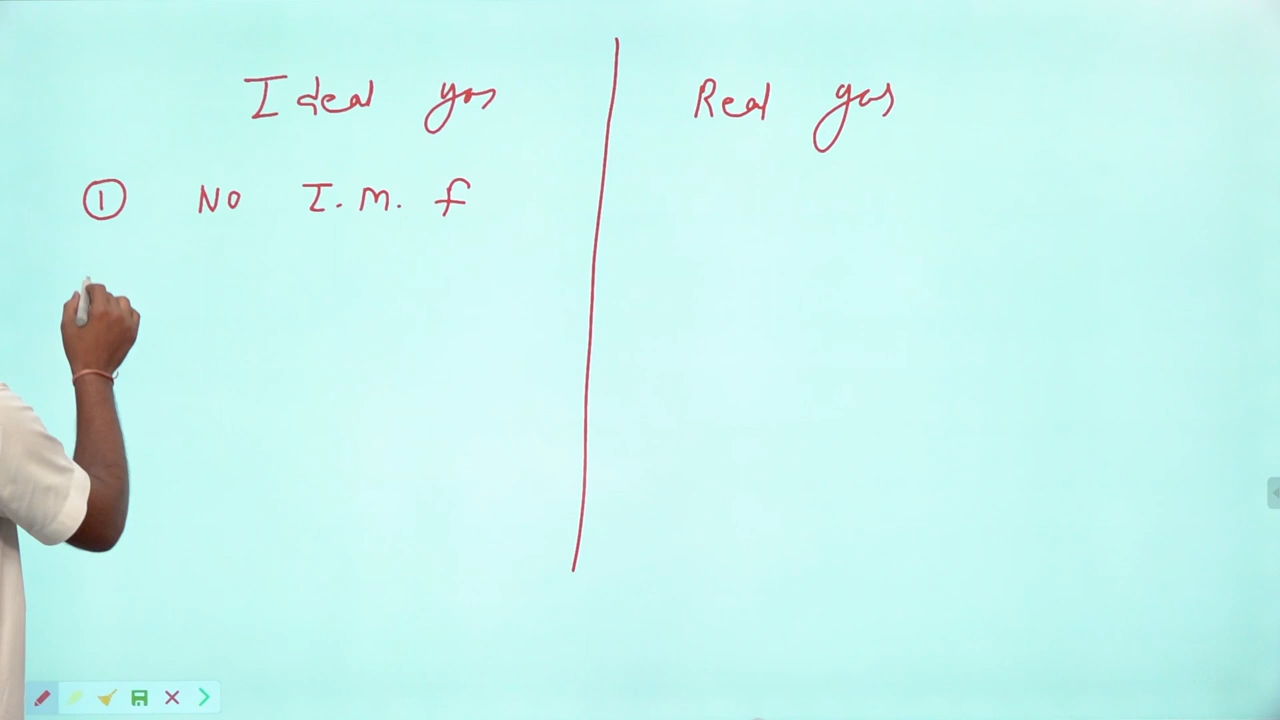 Ideal gas
Real gas
① No I.M.f